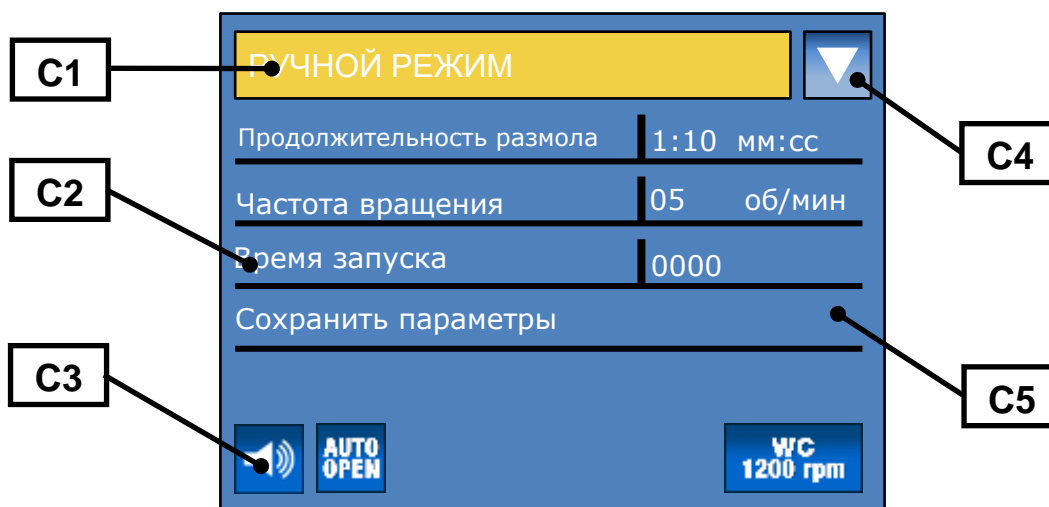 C1
РУЧНОЙ РЕЖИМ
C4
Продолжительность размола 1:10 мм:сс
C2
Частота вращения 05 об/мин
Время запуска 0000
Сохранить параметры
C3
C5
AUTO
OPEN
WC
1200 rpm